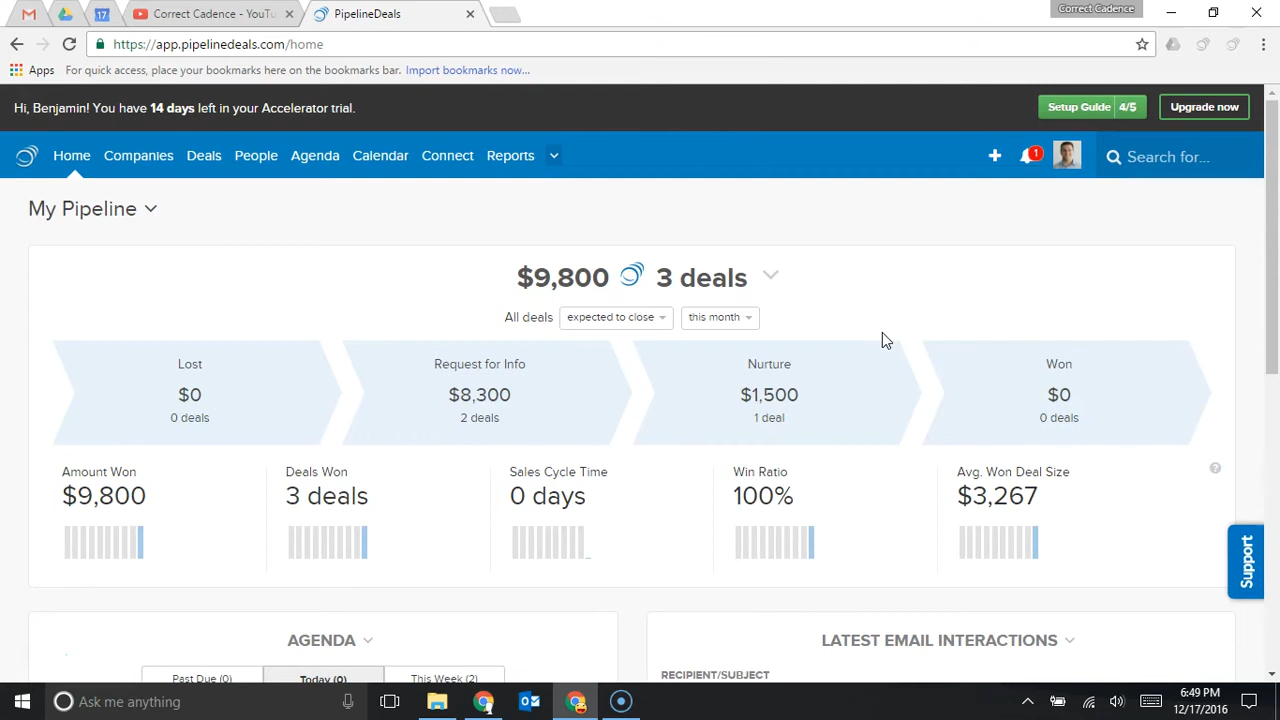 17
Correct Cadence - YouTu
PipelineDeals
Correct Cadence
https://app.pipelinedeals.com/home
Apps
For quick access, place your bookmarks here on the bookmarks bar. Import bookmarks now...
Hi, Benjamin! You have 14 days left in your Accelerator trial.
Setup Guide 4/5
Upgrade now
Home
Companies
Deals
People
Agenda
Calendar
Connect
Reports
1
Search for...
My Pipeline
$9,800
3 deals
All deals
expected to close
this month
Lost
$0
0 deals
Request for Info
$8,300
2 deals
Nurture
$1,500
1 deal
Won
$0
0 deals
Amount Won
$9,800
Deals Won
3 deals
Sales Cycle Time
0 days
Win Ratio
100%
Avg. Won Deal Size
$3,267
?
Support
AGENDA
Past Due (0)
Today (0)
This Week (2)
LATEST EMAIL INTERACTIONS
RECIPIENT/SUBJECT
Ask me anything
6:49 PM
12/17/2016